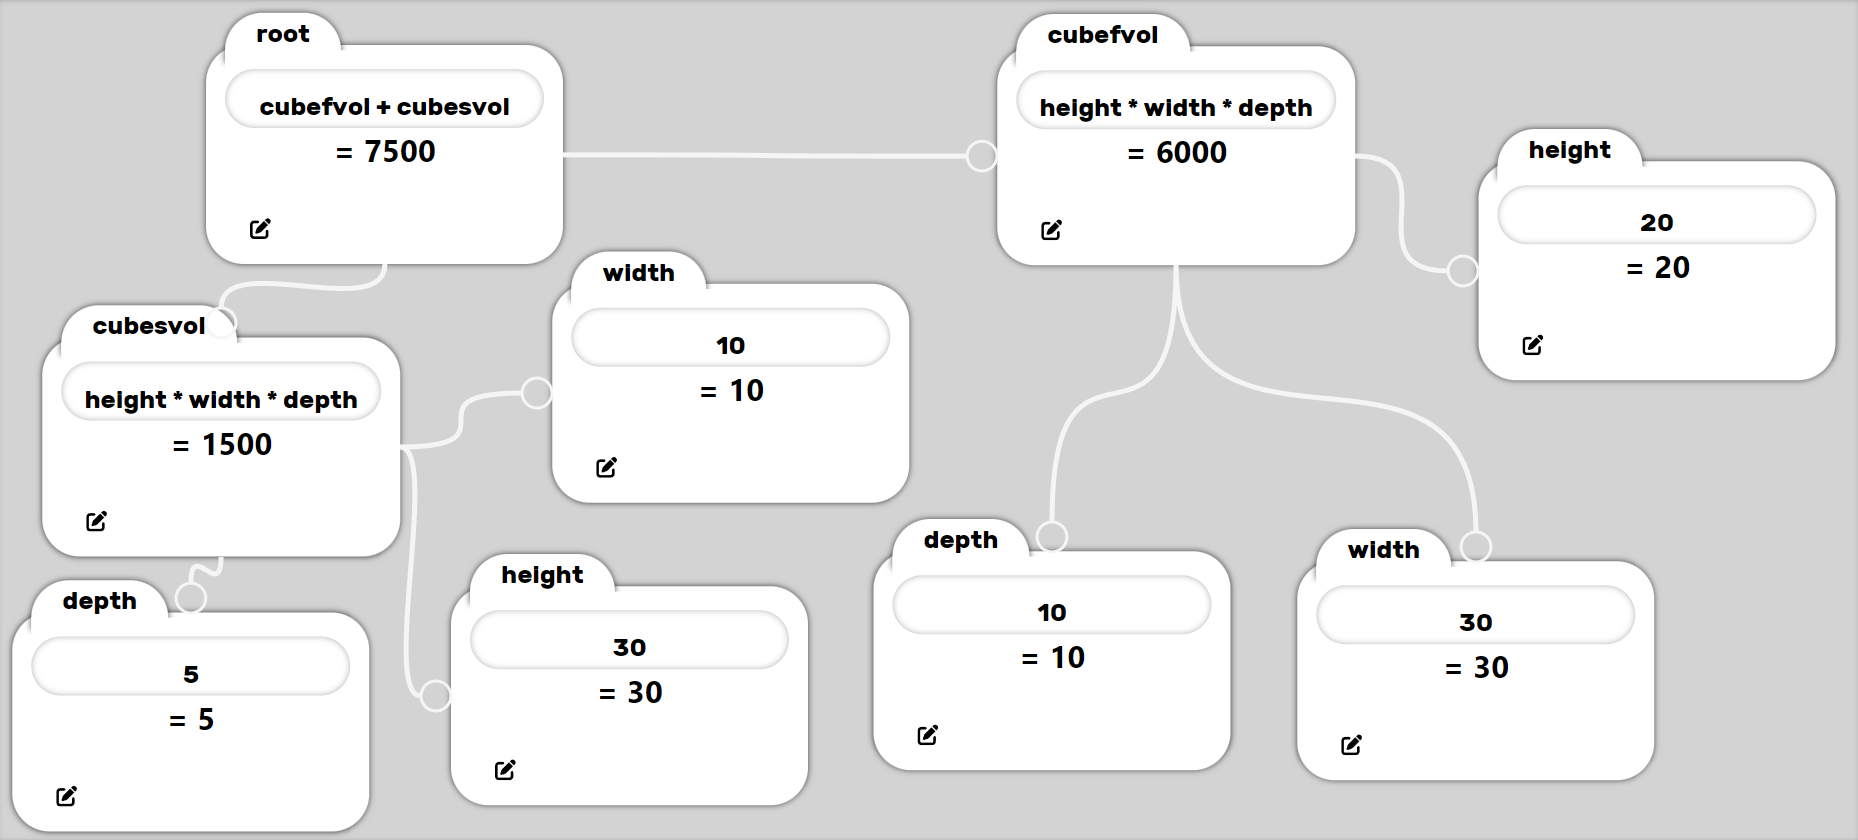 root
cubefvol + cubesvol
= 7500
cubefvol
height * width * depth
= 6000
height
20
= 20
width
10
= 10
cubesvol
height * width * depth
= 1500
depth
5
= 5
height
30
= 30
depth
10
= 10
width
30
= 30